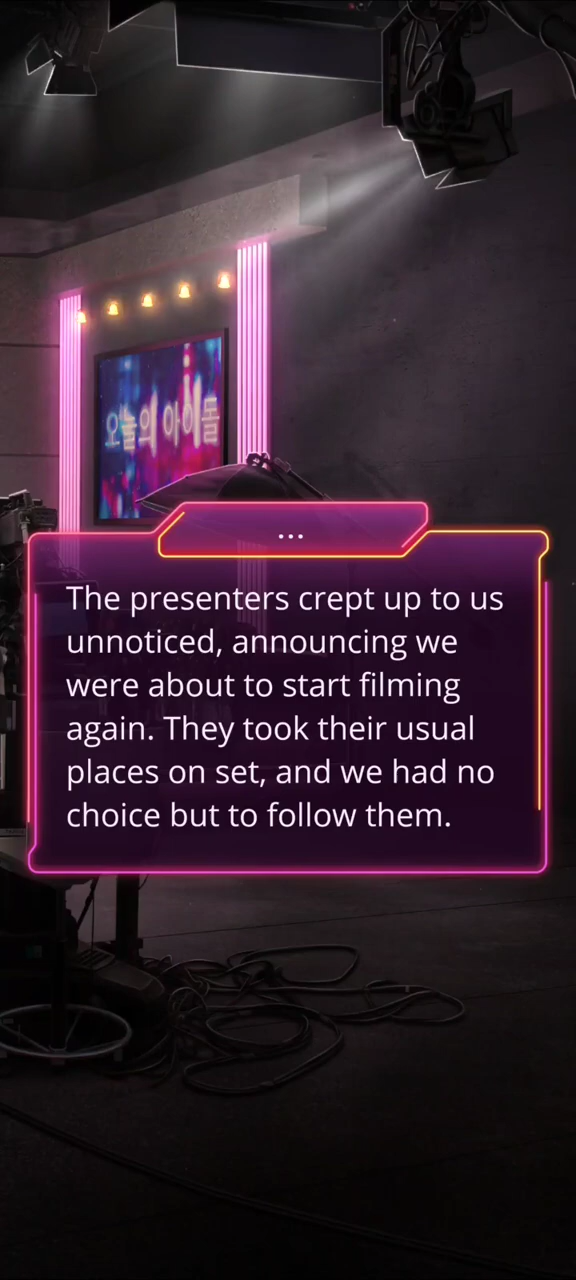 오늘의 아이돌
...
The presenters crept up to us
unnoticed, announcing we
were about to start filming
again. They took their usual
places on set, and we had no
choice but to follow them.